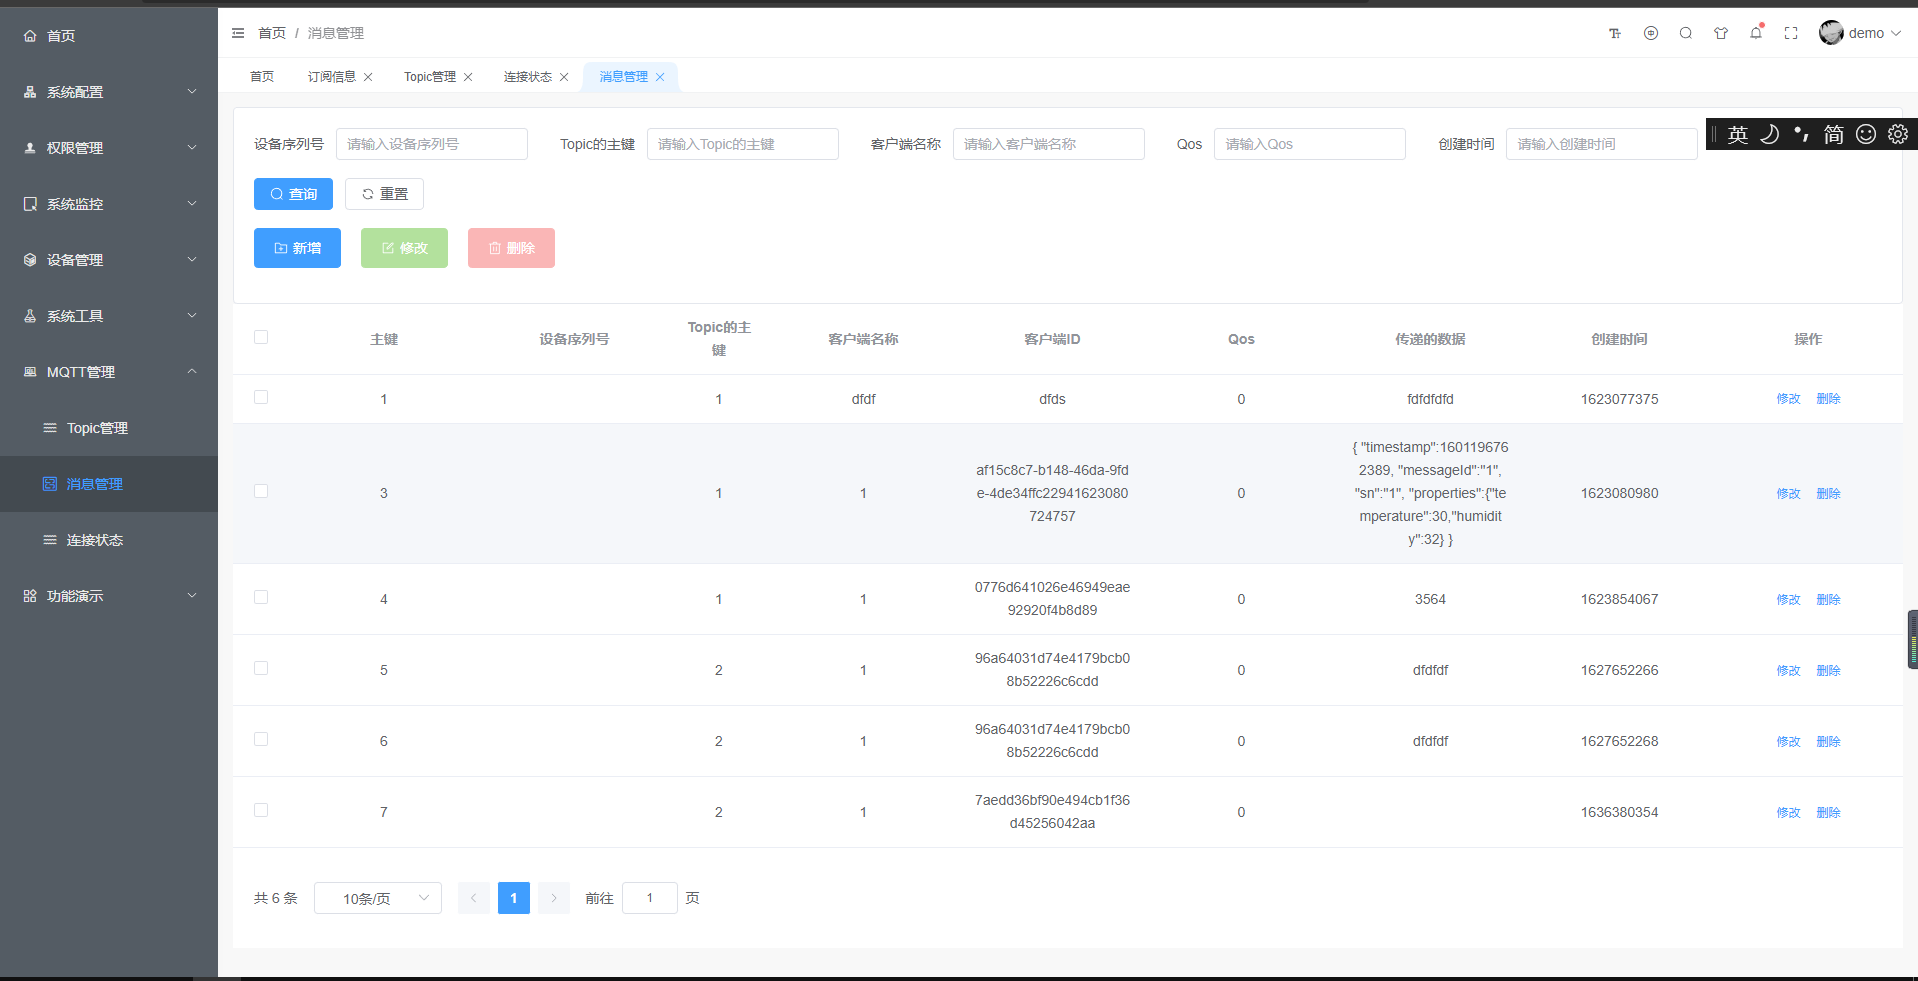 首页
系统配置
权限管理
系统监控
设备管理
系统工具
MQTT管理
Topic管理
消息管理
连接状态
功能演示
首页 / 消息管理
demo
首页 订阅信息 Topic管理 连接状态 消息管理
设备序列号 请输入设备序列号 Topic的主键 请输入Topic的主键 客户端名称 请输入客户端名称 Qos 请输入Qos 创建时间 请输入创建时间
英 简
查询 重置
新增 修改 删除
主键 设备序列号 Topic的主键 客户端名称 客户端ID Qos 传递的数据 创建时间 操作
1 1 dfdf dfds 0 fdfdfdfd 1623077375 修改 删除
3 1 1 af15c8c7-b148-46da-9fde-4de34ffc22941623080724757 0 { "timestamp":1601196762389, "messageId":"1", "sn":"1", "properties":{"temperature":30,"humidity":32} } 1623080980 修改 删除
4 1 1 0776d641026e46949eae92920f4b8d89 0 3564 1623854067 修改 删除
5 2 1 96a64031d74e4179bcb08b52226c6cdd 0 dfdfdf 1627652266 修改 删除
6 2 1 96a64031d74e4179bcb08b52226c6cdd 0 dfdfdf 1627652268 修改 删除
7 2 1 7aedd36bf90e494cb1f36d45256042aa 0 1636380354 修改 删除
共 6 条 10条/页 1 前往 1 页